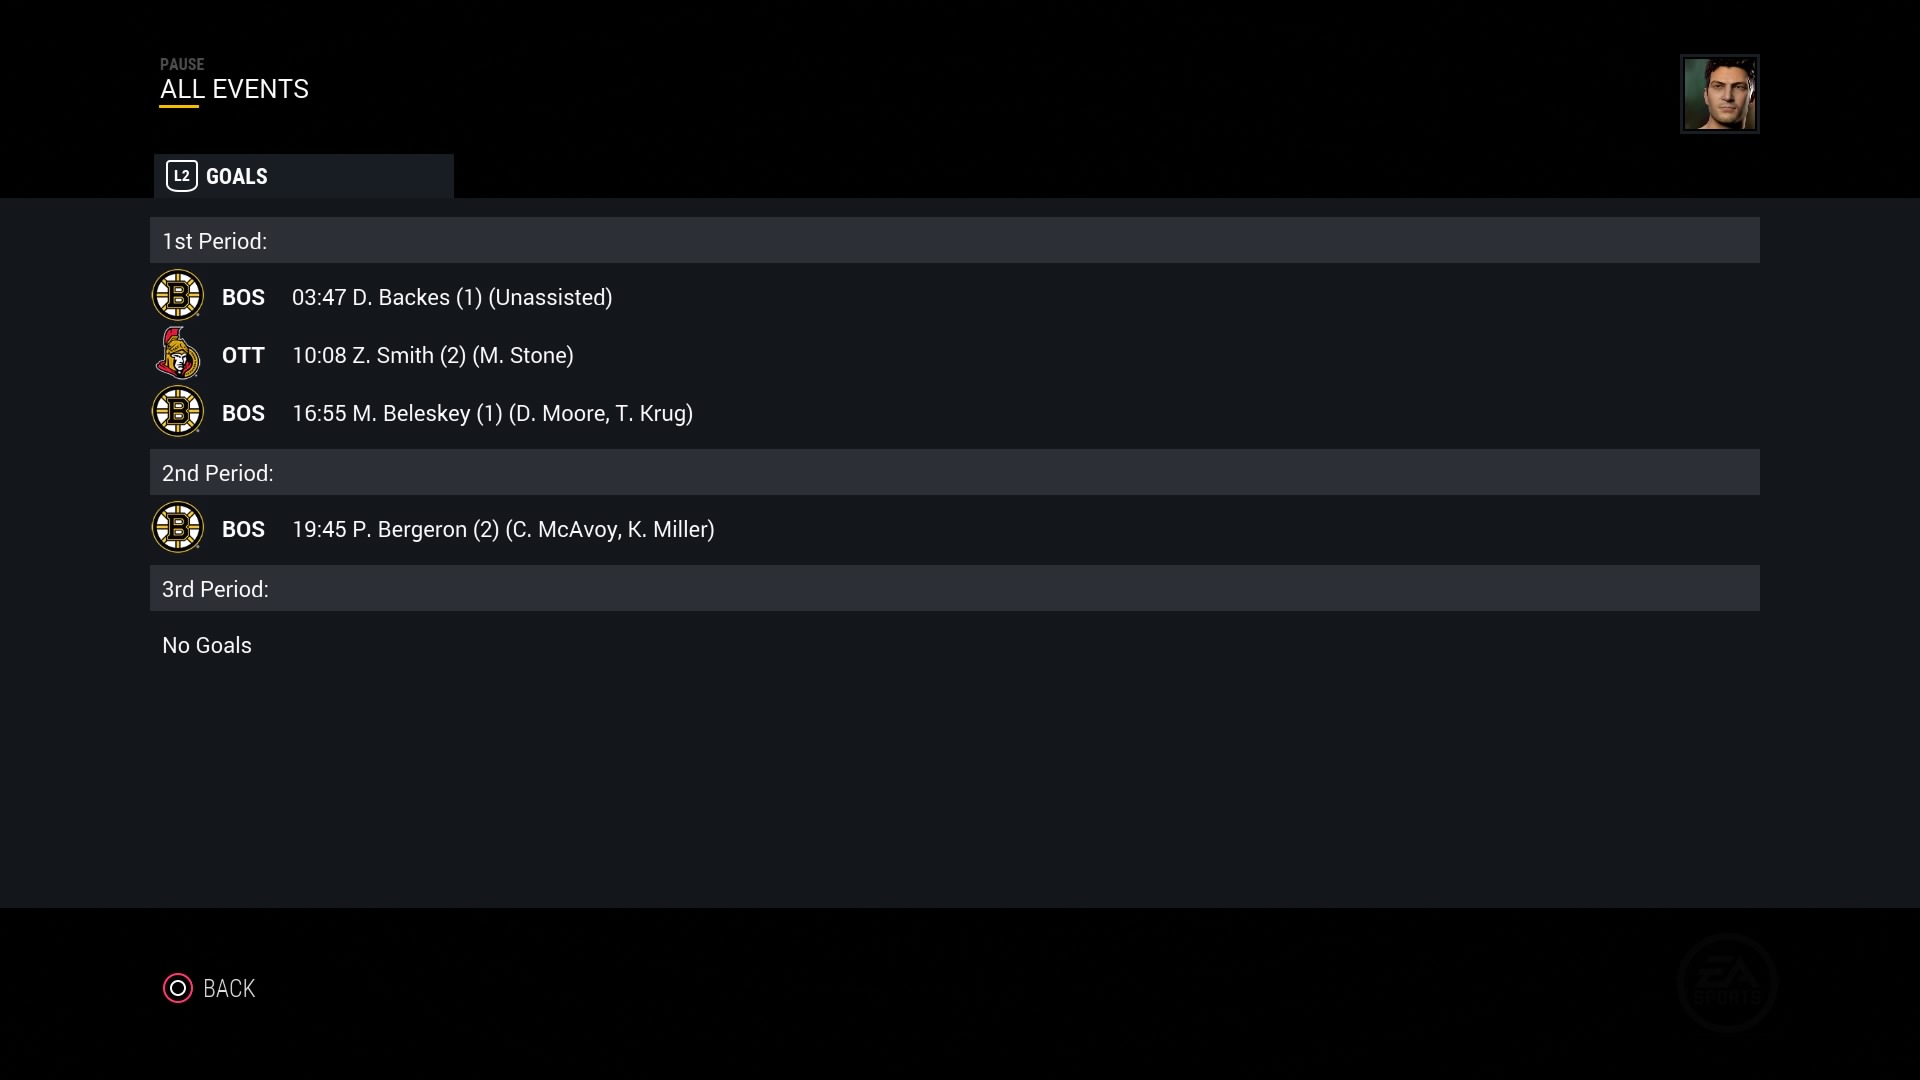 PAUSE
ALL EVENTS
L2 GOALS
1st Period:
BOS 03:47 D. Backes (1) (Unassisted)
OTT 10:08 Z. Smith (2) (M. Stone)
BOS 16:55 M. Beleskey (1) (D. Moore, T. Krug)
2nd Period:
BOS 19:45 P. Bergeron (2) (C. McAvoy, K. Miller)
3rd Period:
No Goals
BACK
EA
SPORTS